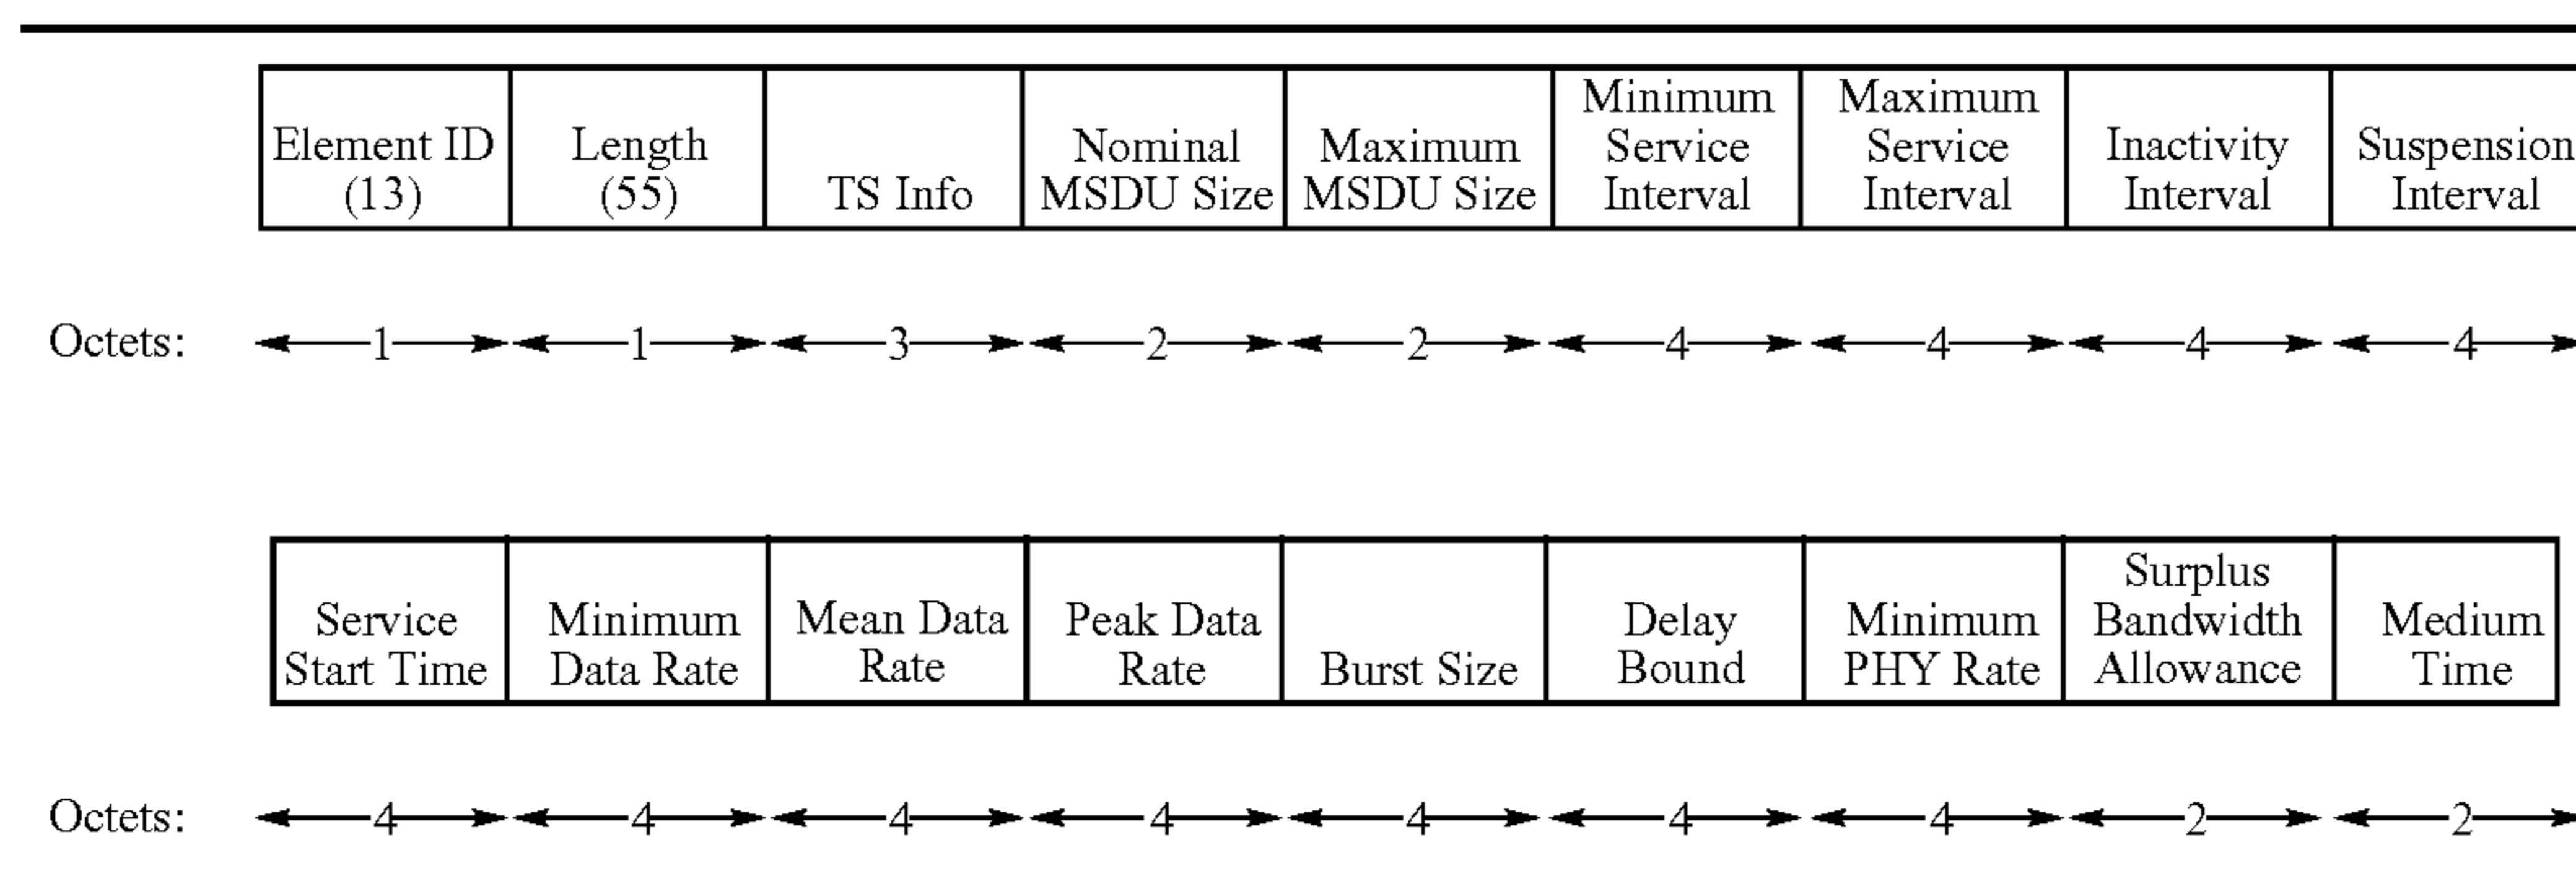 Element ID (13)
Length (55)
TS Info
Nominal MSDU Size
Maximum MSDU Size
Minimum Service Interval
Maximum Service Interval
Inactivity Interval
Suspension Interval
Octets: 1 1 3 2 2 4 4 4 4
Service Start Time
Minimum Data Rate
Mean Data Rate
Peak Data Rate
Burst Size
Delay Bound
Minimum PHY Rate
Surplus Bandwidth Allowance
Medium Time
Octets: 4 4 4 4 4 4 4 2 2